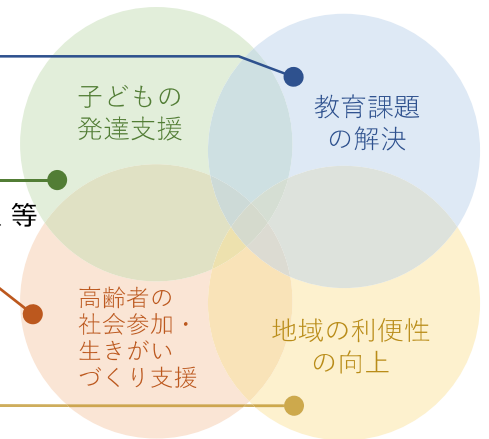 子どもの
発達支援
教育課題
の解決
等
高齢者の
社会参加・
生きがい
づくり支援
地域の利便性
の向上